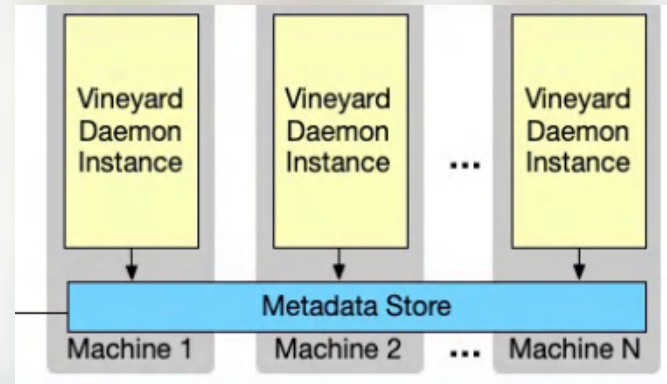 Vineyard
Daemon
Instance
Vineyard
Daemon
Instance
...
Vineyard
Daemon
Instance
Metadata Store
Machine 1
Machine 2
...
Machine N